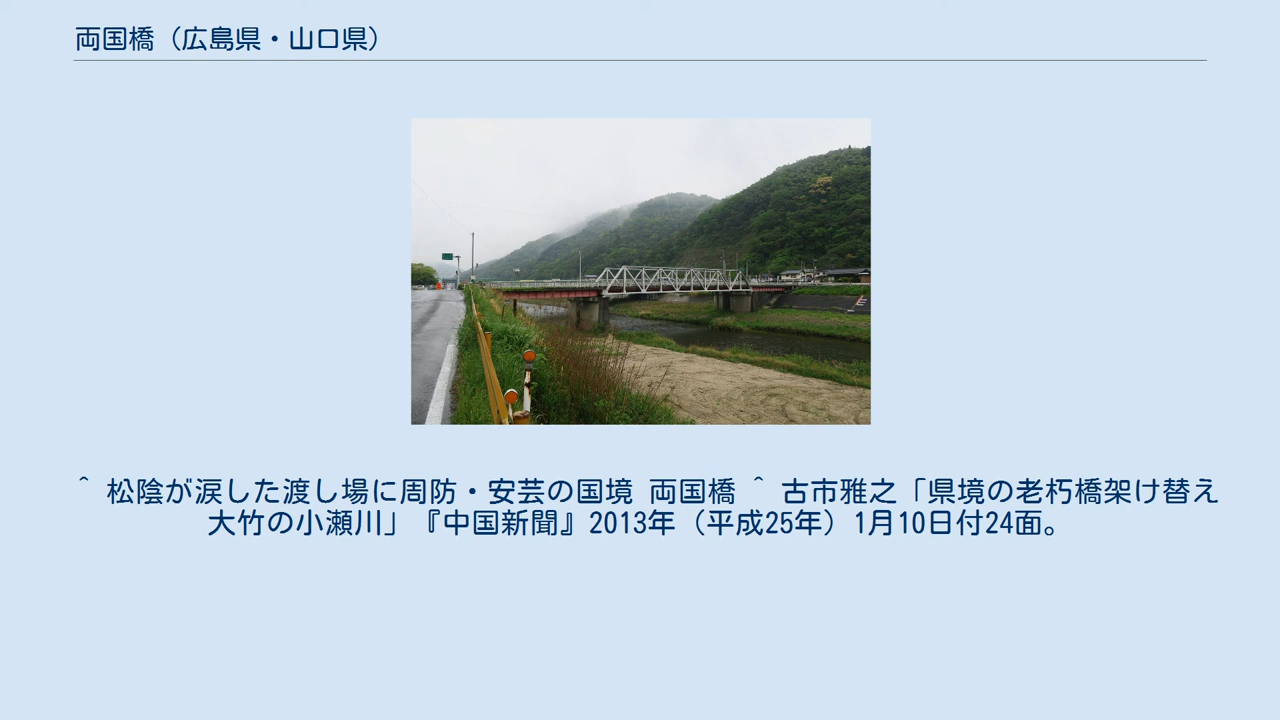 両国橋（広島県・山口県）
^ 松陰が涙した渡し場に周防・安芸の国境 両国橋 ^ 古市雅之「県境の老朽橋架け替え
大竹の小瀬川」『中国新聞』2013年（平成25年）1月10日付24面。